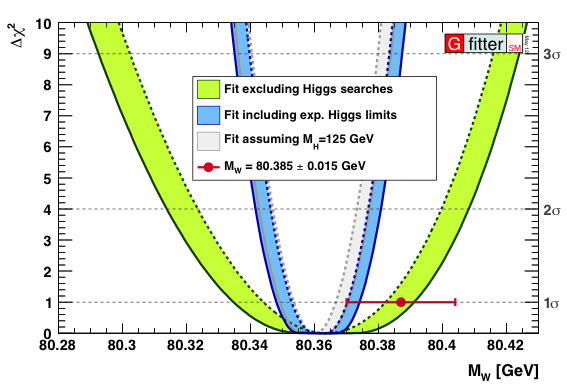 Δχ²
10
9
8
7
6
5
4
3
2
1
0
3σ
2σ
1σ
G fitter SM
Fit excluding Higgs searches
Fit including exp. Higgs limits
Fit assuming M_H=125 GeV
M_W = 80.385 ± 0.015 GeV
80.28 80.3 80.32 80.34 80.36 80.38 80.4 80.42
M_W [GeV]